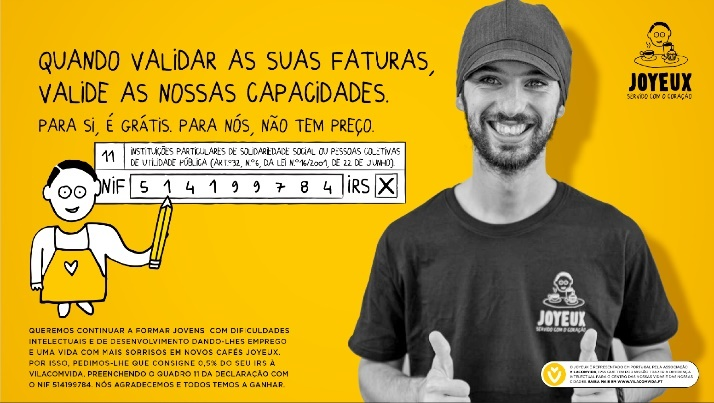 QUANDO VALIDAR AS SUAS FATURAS,
VALIDE AS NOSSAS CAPACIDADES.
PARA SI, É GRÁTIS. PARA NÓS, NÃO TEM PREÇO.
11 INSTITUIÇÕES PARTICULARES DE SOLIDARIEDADE SOCIAL OU PESSOAS COLETIVAS
DE UTILIDADE PÚBLICA (ART.º32, N.º6, DA LEI N.º16/2001, DE 22 DE JUNHO).
NIF 5 1 4 1 9 9 7 8 4 IRS X
QUEREMOS CONTINUAR A FORMAR JOVENS COM DIFICULDADES
INTELECTUAIS E DE DESENVOLVIMENTO DANDO-LHES EMPREGO
E UMA VIDA COM MAIS SORRISOS EM NOVOS CAFÉS JOYEUX.
POR ISSO, PEDIMOS-LHE QUE CONSIGNE 0,5% DO SEU IRS À
VILACOMVIDA, PREENCHENDO O QUADRO 11 DA DECLARAÇÃO COM
O NIF 514199784. NÓS AGRADECEMOS E TODOS TEMOS A GANHAR.
JOYEUX
SERVIDO COM O CORAÇÃO
JOYEUX
SERVIDO COM O CORAÇÃO
O JOYEUX É REPRESENTADO EM PORTUGAL PELA ASSOCIAÇÃO
SAIBA MAIS EM WWW.VILACOMVIDA.PT